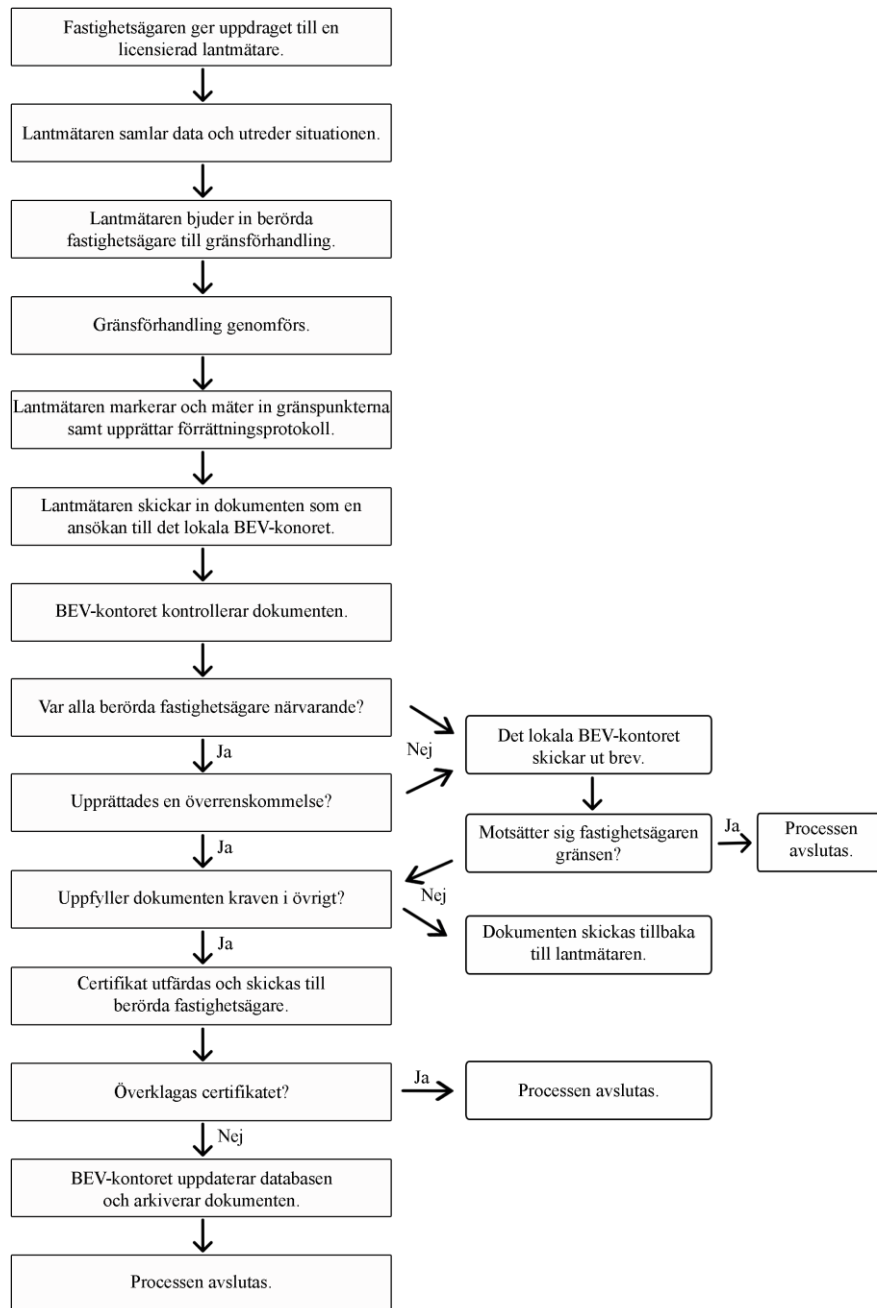 Fastighetsägaren ger uppdraget till en
licensierad lantmätare.
Lantmätaren samlar data och utreder situationen.
Lantmätaren bjuder in berörda
fastighetsägare till gränsförhandling.
Gränsförhandling genomförs.
Lantmätaren markerar och mäter in gränspunkterna
samt upprättar förrättningsprotokoll.
Lantmätaren skickar in dokumenten som en
ansökan till det lokala BEV-konoret.
BEV-kontoret kontrollerar dokumenten.
Var alla berörda fastighetsägare närvarande?
Nej
Det lokala BEV-kontoret
skickar ut brev.
Ja
Upprättades en överrenskommelse?
Motsätter sig fastighetsägaren
gränsen?
Ja
Processen
avslutas.
Ja
Uppfyller dokumenten kraven i övrigt?
Nej
Dokumenten skickas tillbaka
till lantmätaren.
Ja
Certifikat utfärdas och skickas till
berörda fastighetsägare.
Överklagas certifikatet?
Ja
Processen avslutas.
Nej
BEV-kontoret uppdaterar databasen
och arkiverar dokumenten.
Processen avslutas.